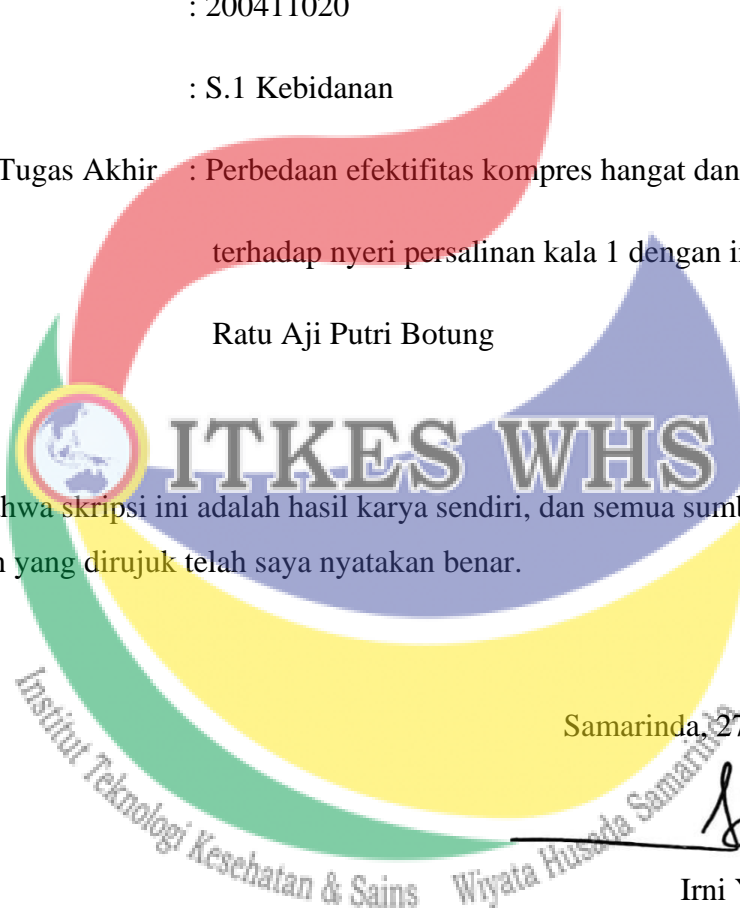 : 200411020
: S.1 Kebidanan
Tugas Akhir : Perbedaan efektifitas kompres hangat dan
terhadap nyeri persalinan kala 1 dengan
Ratu Aji Putri Botung
ITKES WHS
skripsi ini adalah hasil karya sendiri, dan semua
yang dirujuk telah saya nyatakan benar.
Samarinda, 27
Institut Teknologi Kesehatan & Sains Wiyata Husada Samarinda
Irni